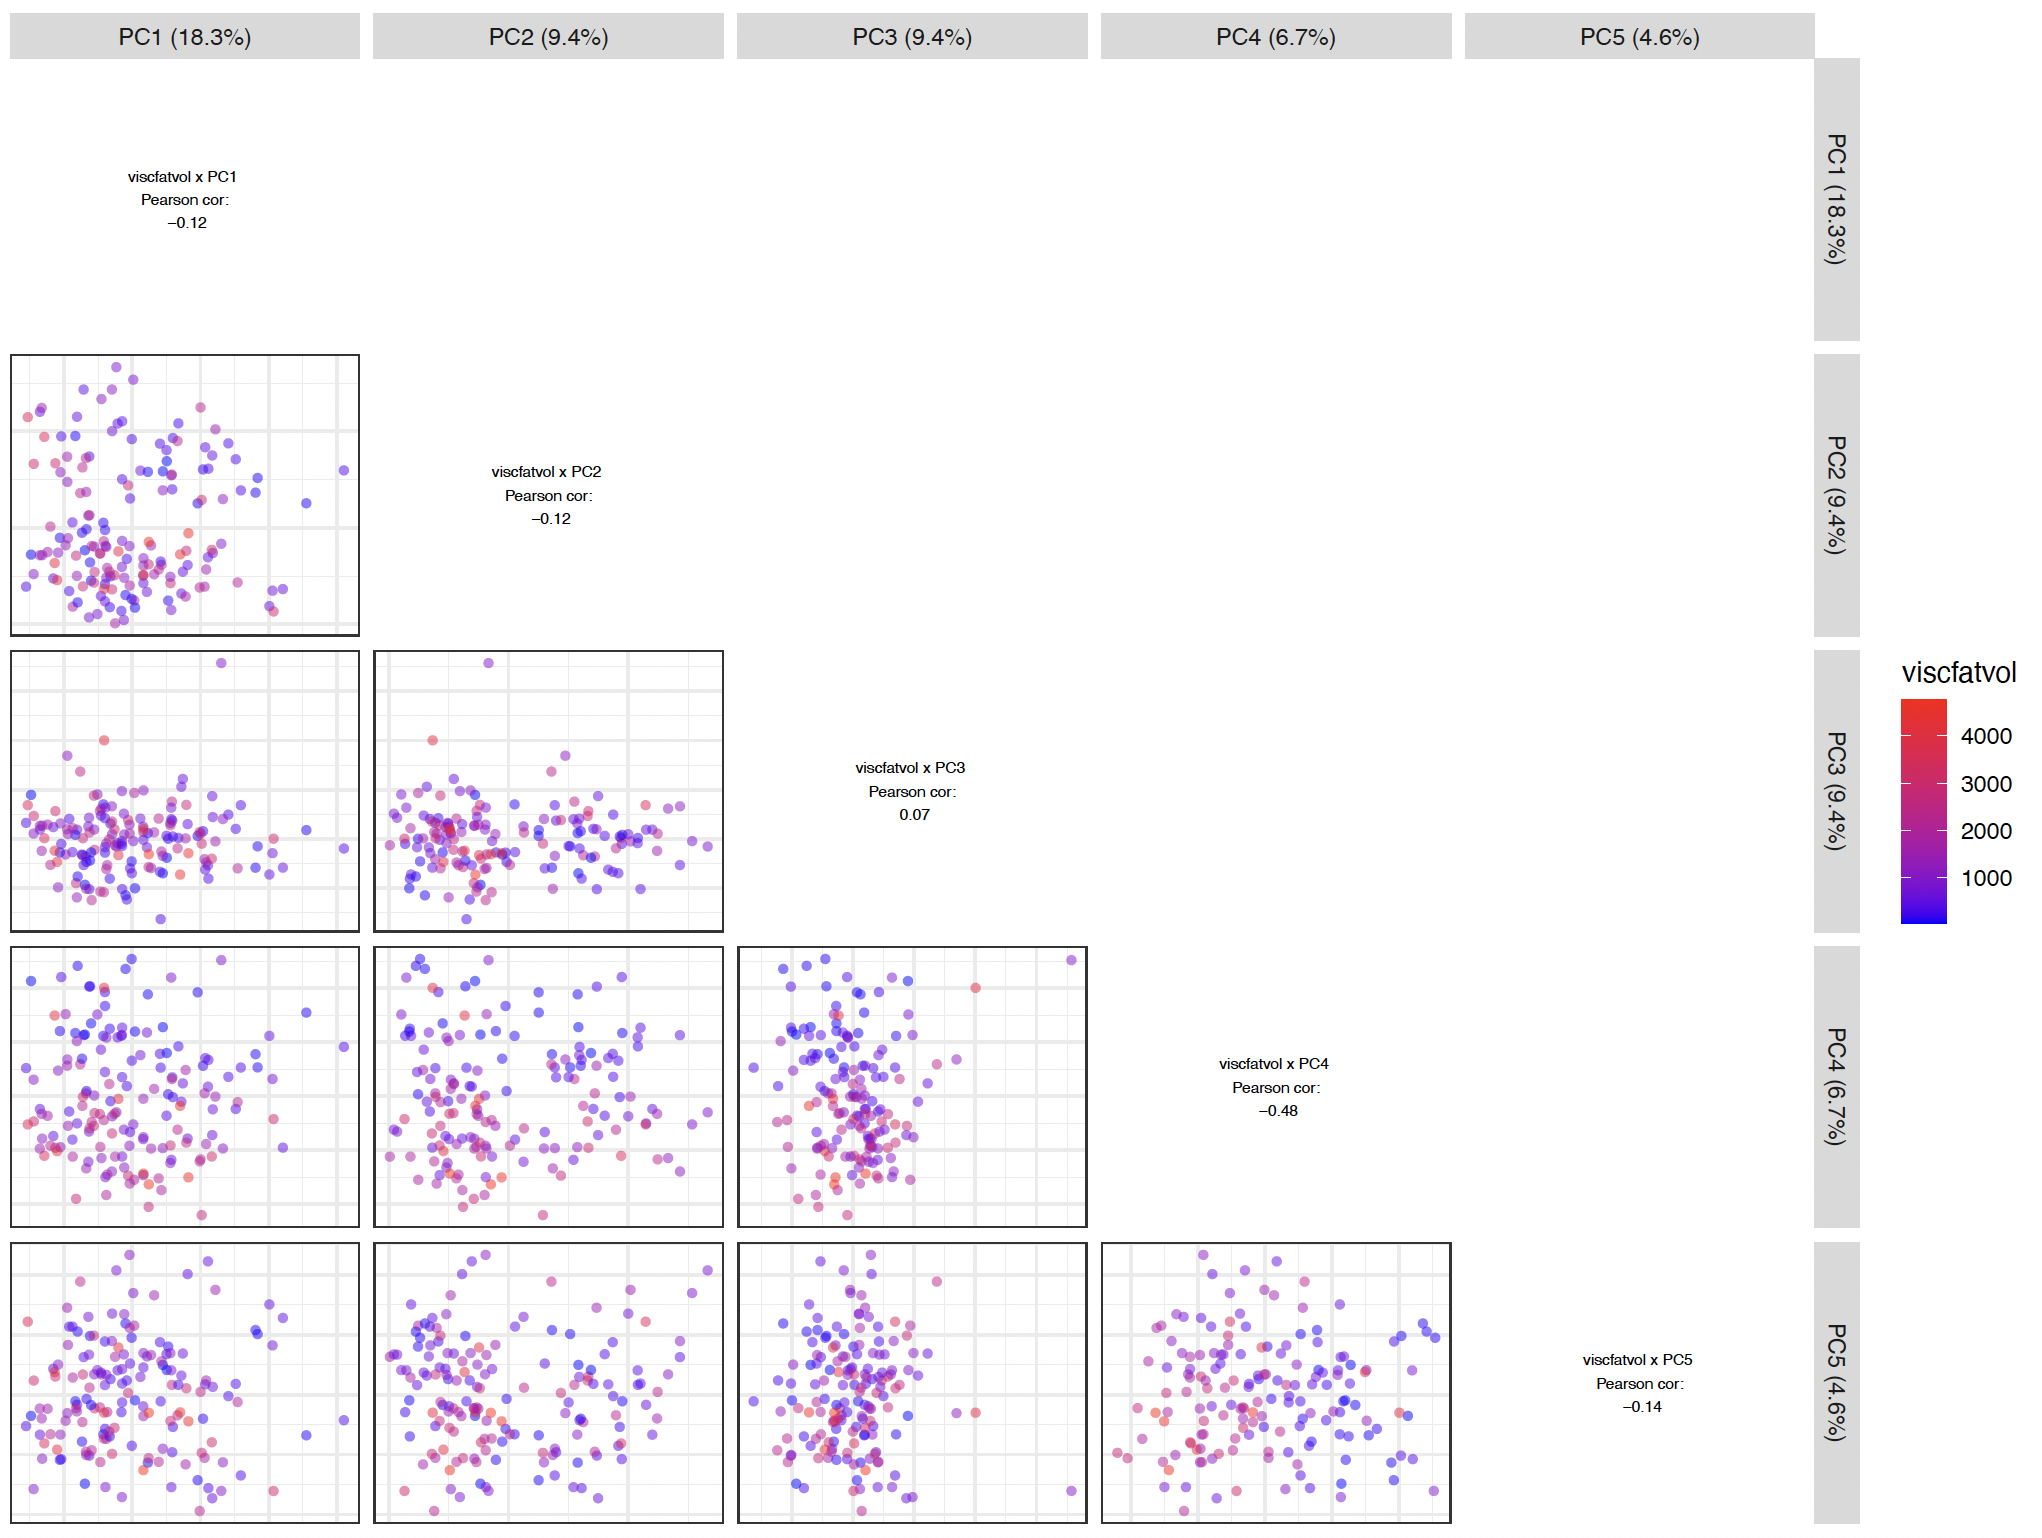 PC1 (18.3%)
PC2 (9.4%)
PC3 (9.4%)
PC4 (6.7%)
PC5 (4.6%)
viscfatvol x PC1
Pearson cor:
−0.12
PC1 (18.3%)
viscfatvol x PC2
Pearson cor:
−0.12
PC2 (9.4%)
viscfatvol x PC3
Pearson cor:
0.07
PC3 (9.4%)
viscfatvol x PC4
Pearson cor:
−0.48
PC4 (6.7%)
viscfatvol x PC5
Pearson cor:
−0.14
PC5 (4.6%)
viscfatvol
4000
3000
2000
1000